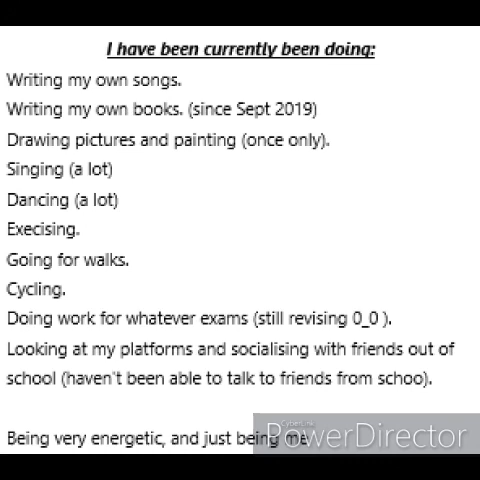 I have been currently been doing:
Writing my own songs.
Writing my own books. (since Sept 2019)
Drawing pictures and painting (once only).
Singing (a lot)
Dancing (a lot)
Execising.
Going for walks.
Cycling.
Doing work for whatever exams (still revising 0_0 ).
Looking at my platforms and socialising with friends out of
school (haven't been able to talk to friends from schoo).
Being very energetic, and just being me.
CyberLink
PowerDirector